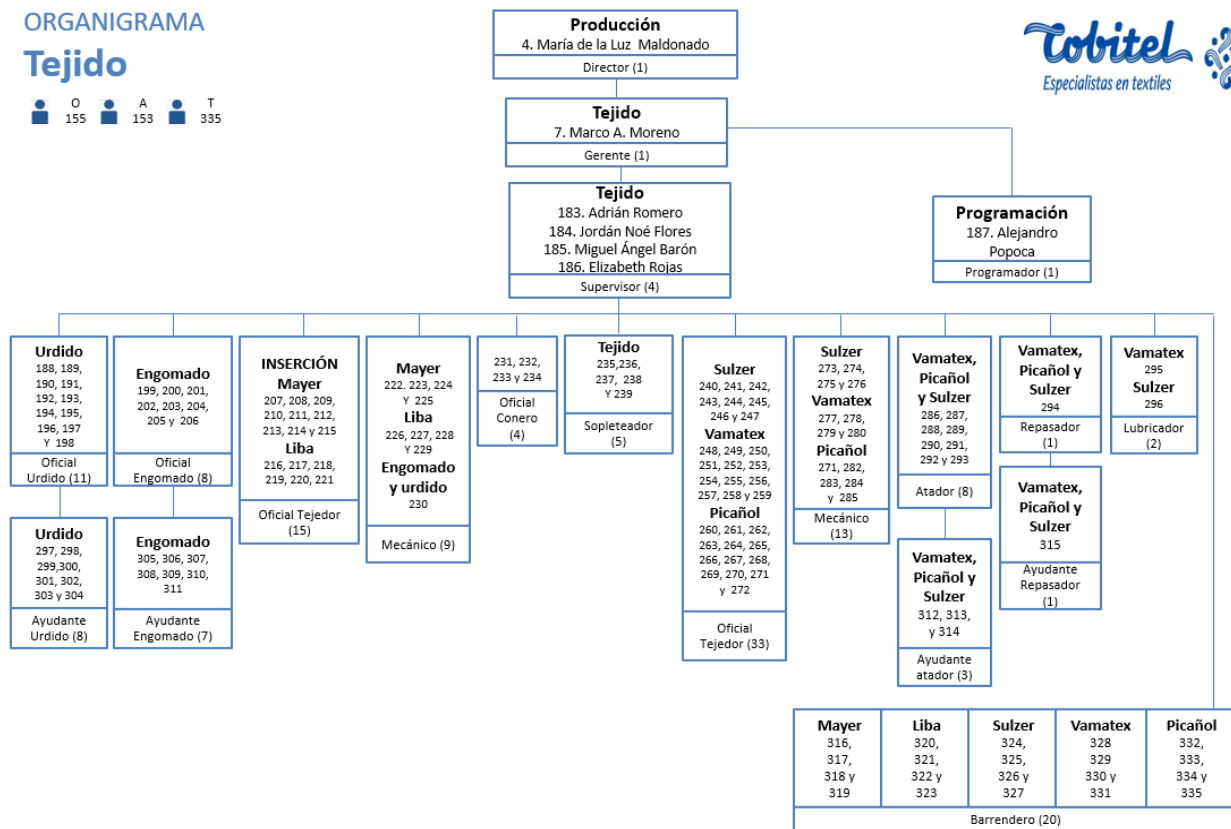 ORGANIGRAMA
Tejido
O
155
A
153
T
335
Producción
4. María de la Luz Maldonado
Director (1)
Cobitel
Especialistas en textiles
Tejido
7. Marco A. Moreno
Gerente (1)
Tejido
183. Adrián Romero
184. Jordán Noé Flores
185. Miguel Ángel Barón
186. Elizabeth Rojas
Supervisor (4)
Programación
187. Alejandro
Popoca
Programador (1)
Urdido
188, 189,
190, 191,
192, 193,
194, 195,
196, 197
Y 198
Oficial
Urdido (11)
Engomado
199, 200, 201,
202, 203, 204,
205 y 206
Oficial
Engomado (8)
INSERCIÓN
Mayer
207, 208, 209,
210, 211, 212,
213, 214 y 215
Liba
216, 217, 218,
219, 220, 221
Oficial Tejedor
(15)
Mayer
222. 223, 224
Y 225
Liba
226, 227, 228
Y 229
Engomado
y urdido
230
Mecánico (9)
231, 232,
233 y 234
Oficial
Conero
(4)
Tejido
235,236,
237, 238
Y 239
Sopleteador
(5)
Sulzer
240, 241, 242,
243, 244, 245,
246 y 247
Vamatex
248, 249, 250,
251, 252, 253,
254, 255, 256,
257, 258 y 259
Picañol
260, 261, 262,
263, 264, 265,
266, 267, 268,
269, 270, 271
y 272
Oficial
Tejedor (33)
Sulzer
273, 274,
275 y 276
Vamatex
277, 278,
279 y 280
Picañol
271, 282,
283, 284
y 285
Mecánico
(13)
Vamatex,
Picañol
y Sulzer
286, 287,
288, 289,
290, 291,
292 y 293
Atador (8)
Vamatex,
Picañol y
Sulzer
294
Repasador
(1)
Vamatex
295
Sulzer
296
Lubricador
(2)
Urdido
297, 298,
299,300,
301, 302,
303 y 304
Ayudante
Urdido (8)
Engomado
305, 306, 307,
308, 309, 310,
311
Ayudante
Engomado (7)
Vamatex,
Picañol y
Sulzer
312, 313,
y 314
Ayudante
atador (3)
Vamatex,
Picañol y
Sulzer
315
Ayudante
Repasador
(1)
Mayer
316,
317,
318 y
319
Liba
320,
321,
322 y
323
Sulzer
324,
325,
326 y
327
Vamatex
328
329
330 y
331
Picañol
332,
333,
334 y
335
Barrendero (20)